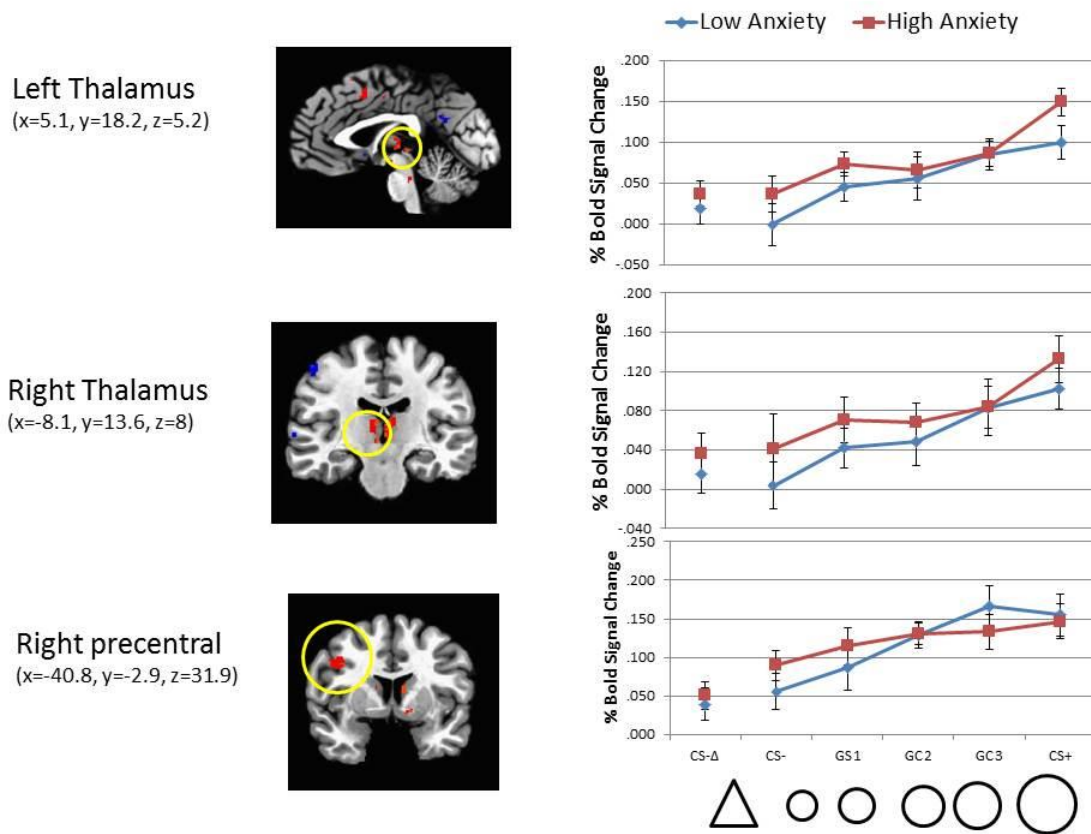 Low Anxiety High Anxiety
Left Thalamus
(x=5.1, y=18.2, z=5.2)
% Bold Signal Change
.200
.150
.100
.050
.000
-.050
Right Thalamus
(x=-8.1, y=13.6, z=8)
% Bold Signal Change
.200
.160
.120
.080
.040
.000
-.040
Right precentral
(x=-40.8, y=-2.9, z=31.9)
% Bold Signal Change
.250
.200
.150
.100
.050
.000
CS-Δ CS- GS1 GC2 GC3 CS+